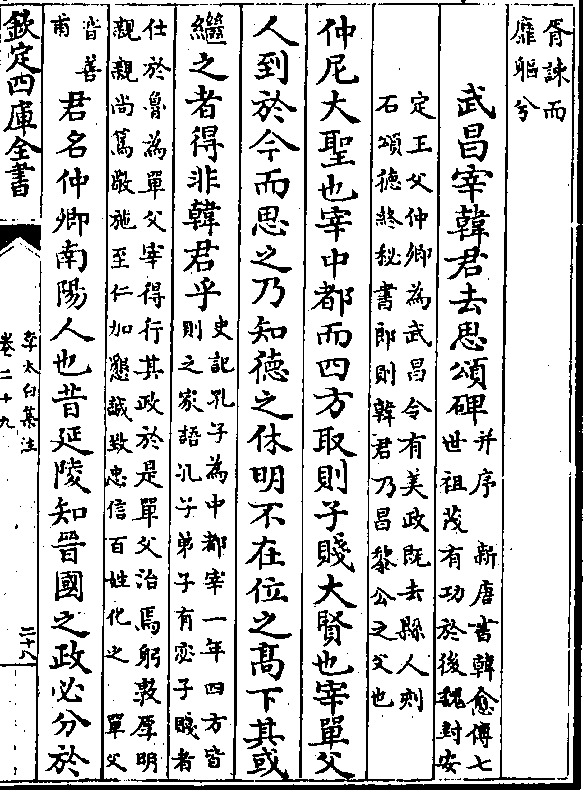 胥諫而
靡軀兮
武昌宰韓君去思頌碑
并序 新唐書韓愈傳七
世祖茂有功於後魏封安
定王父仲卿為武昌令有美政既去縣人刻
石頌德終秘書郎則韓君乃昌黎公之父也
仲尼大聖也宰中都而四方取則子賤大賢也宰單父
人到於今而思之乃知德之休明不在位之髙下其或
繼之者得非韓君乎
史記孔子為中都宰一年四方皆
則之家語孔子弟子有宓子賤者
仕於魯為單父宰得行其政於是單父治焉躬敦厚明
親親尚篤敬施至仁加懇誠致忠信百姓化之 單父
音善
甫
君名仲卿南陽人也昔延陵知晉國之政必分於
欽定四庫全書
李太白集注
卷二十九
二十八